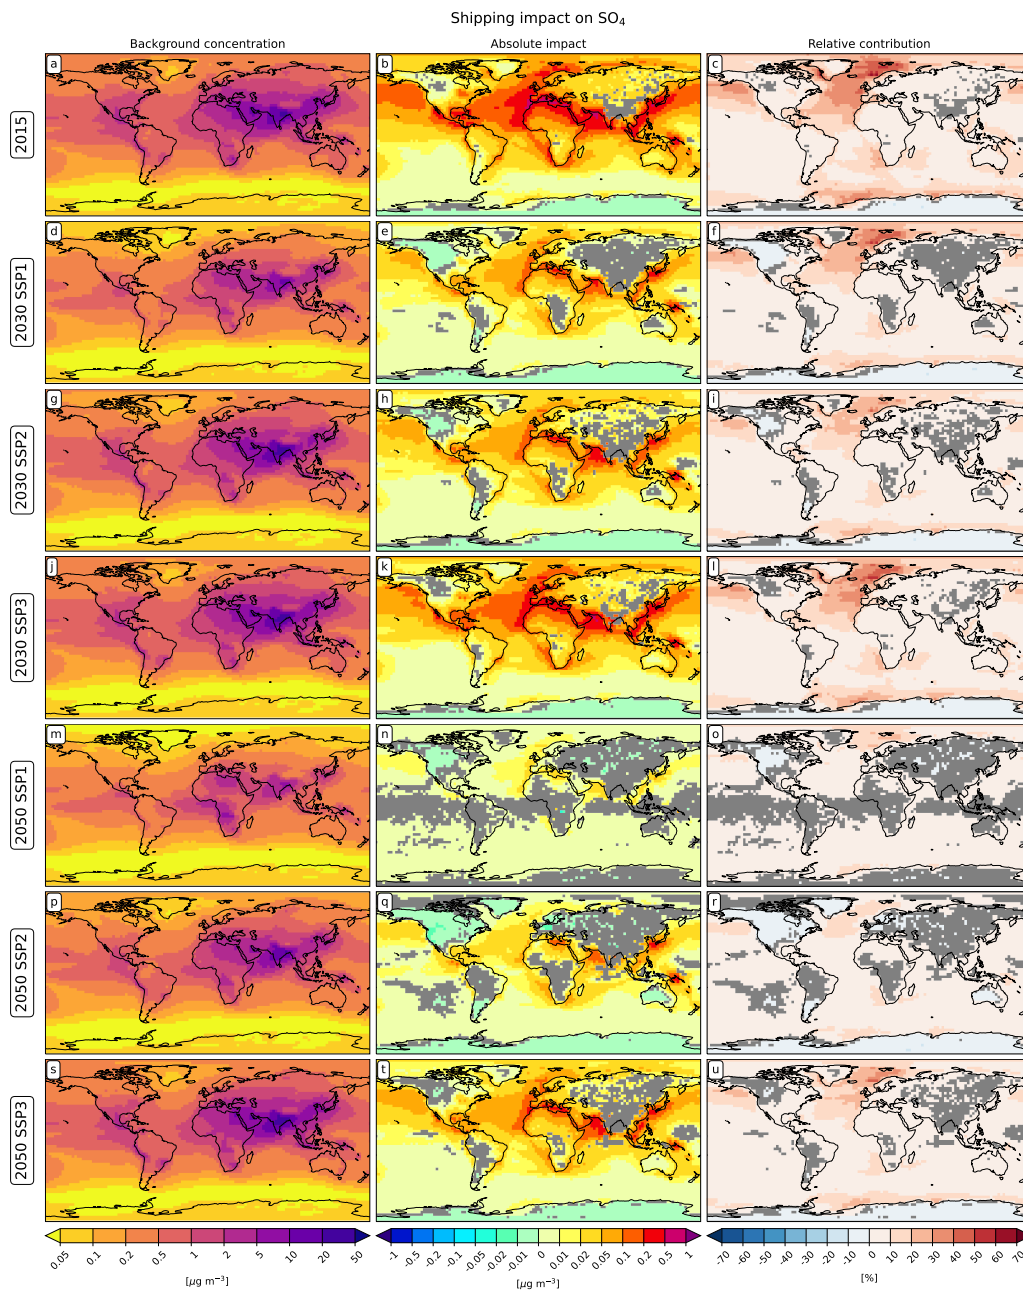 Shipping impact on SO₄
Background concentration
Absolute impact
Relative contribution
2015
a
b
c
2030 SSP1
d
e
f
2030 SSP2
g
h
i
2030 SSP3
j
k
l
2050 SSP1
m
n
o
2050 SSP2
p
q
r
2050 SSP3
s
t
u
0.05 0.1 0.2 0.5 1 2 5 10 20 50
[µg m⁻³]
-1 -0.5 -0.2 -0.1 -0.05 -0.02 -0.01 0 0.01 0.02 0.05 0.1 0.2 0.5 1
[µg m⁻³]
-70 -60 -50 -40 -30 -20 -10 0 10 20 30 40 50 60 70
[%]